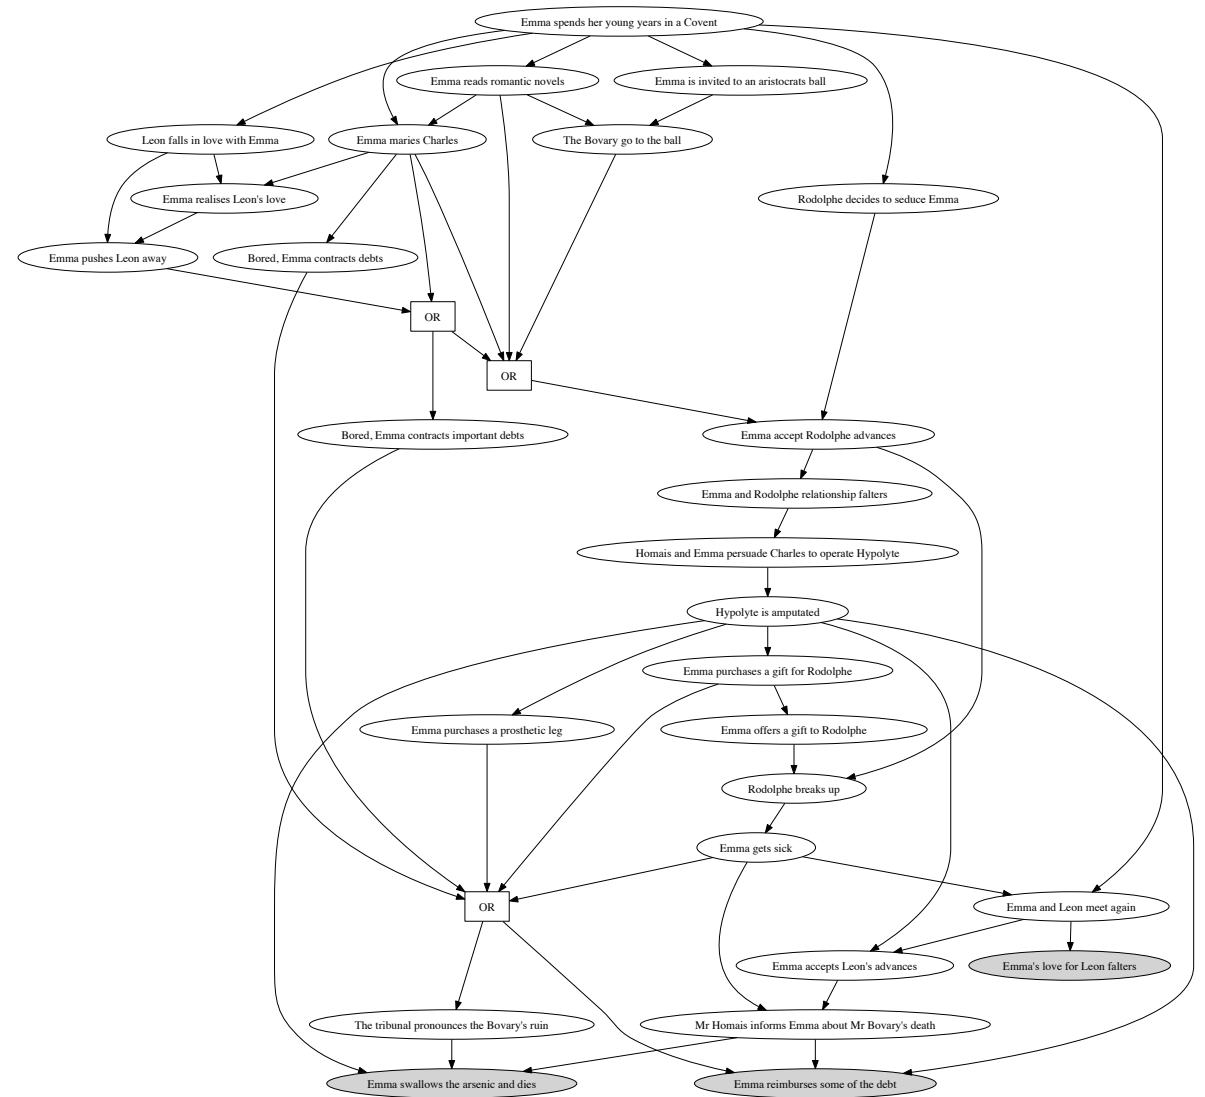 Emma spends her young years in a Covent
Emma reads romantic novels
Emma is invited to an aristocrats ball
Leon falls in love with Emma
Emma maries Charles
The Bovary go to the ball
Emma realises Leon's love
Rodolphe decides to seduce Emma
Emma pushes Leon away
Bored, Emma contracts debts
OR
OR
Bored, Emma contracts important debts
Emma accept Rodolphe advances
Emma and Rodolphe relationship falters
Homais and Emma persuade Charles to operate Hypolyte
Hypolyte is amputated
Emma purchases a gift for Rodolphe
Emma purchases a prosthetic leg
Emma offers a gift to Rodolphe
Rodolphe breaks up
Emma gets sick
OR
Emma and Leon meet again
Emma accepts Leon's advances
Emma's love for Leon falters
The tribunal pronounces the Bovary's ruin
Mr Homais informs Emma about Mr Bovary's death
Emma swallows the arsenic and dies
Emma reimburses some of the debt